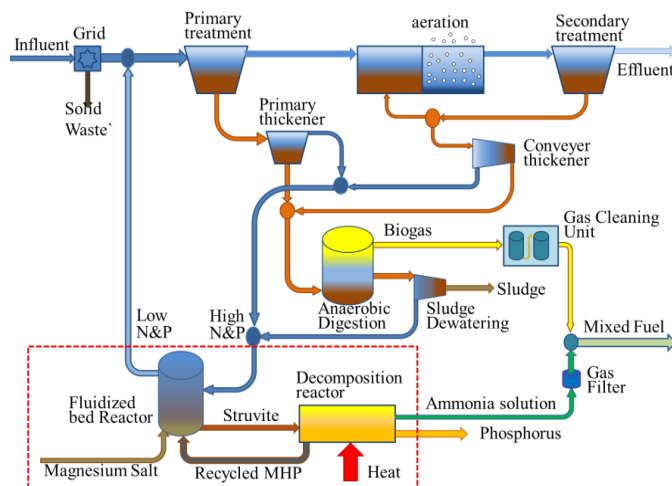 Influent
Grid
Solid
Waste`
Primary
treatment
aeration
Secondary
treatment
Effluent
Primary
thickener
Conveyer
thickener
Biogas
Gas Cleaning
Unit
Anaerobic
Digestion
Sludge
Sludge
Dewatering
Low
N&P
High
N&P
Mixed Fuel
Gas
Filter
Fluidized
bed Reactor
Struvite
Decomposition
reactor
Ammonia solution
Phosphorus
Magnesium Salt
Recycled MHP
Heat